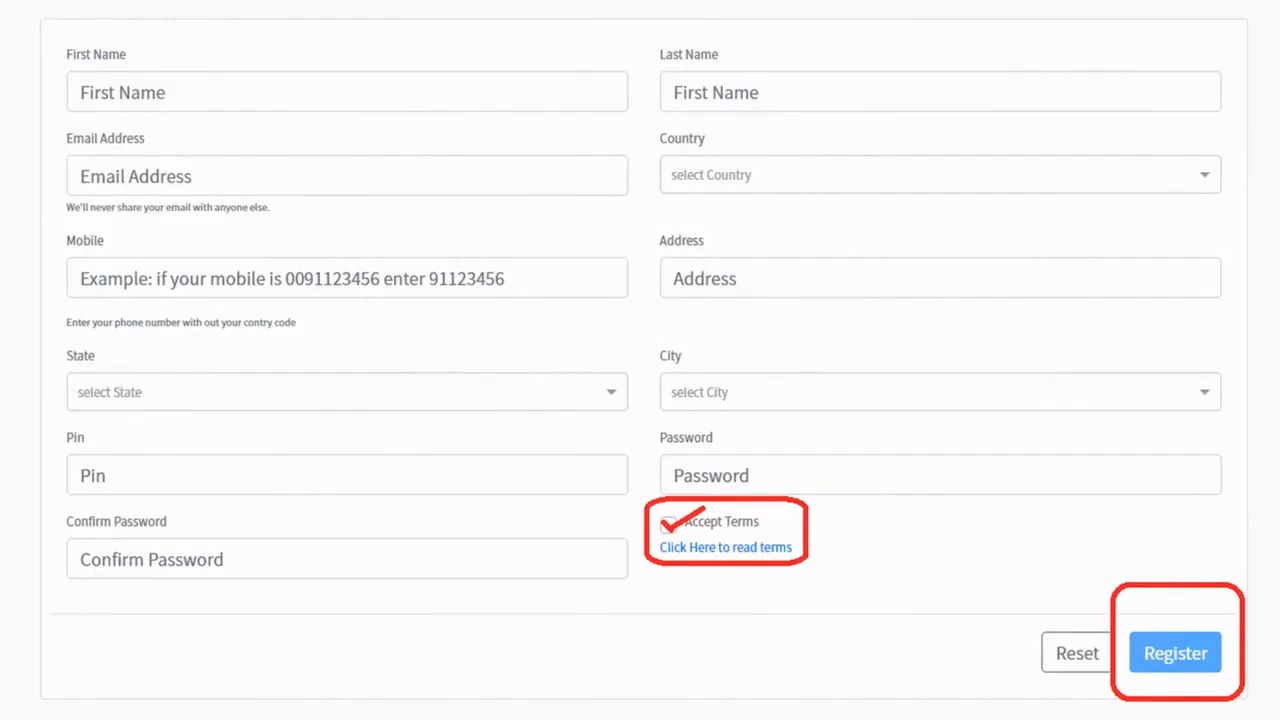 First Name
Last Name
First Name
First Name
Email Address
Country
Email Address
select Country
We'll never share your email with anyone else.
Mobile
Address
Example: if your mobile is 0091123456 enter 91123456
Address
Enter your phone number with out your contry code
State
City
select State
select City
Pin
Password
Pin
Password
Confirm Password
Accept Terms
Click Here to read terms
Confirm Password
Reset
Register